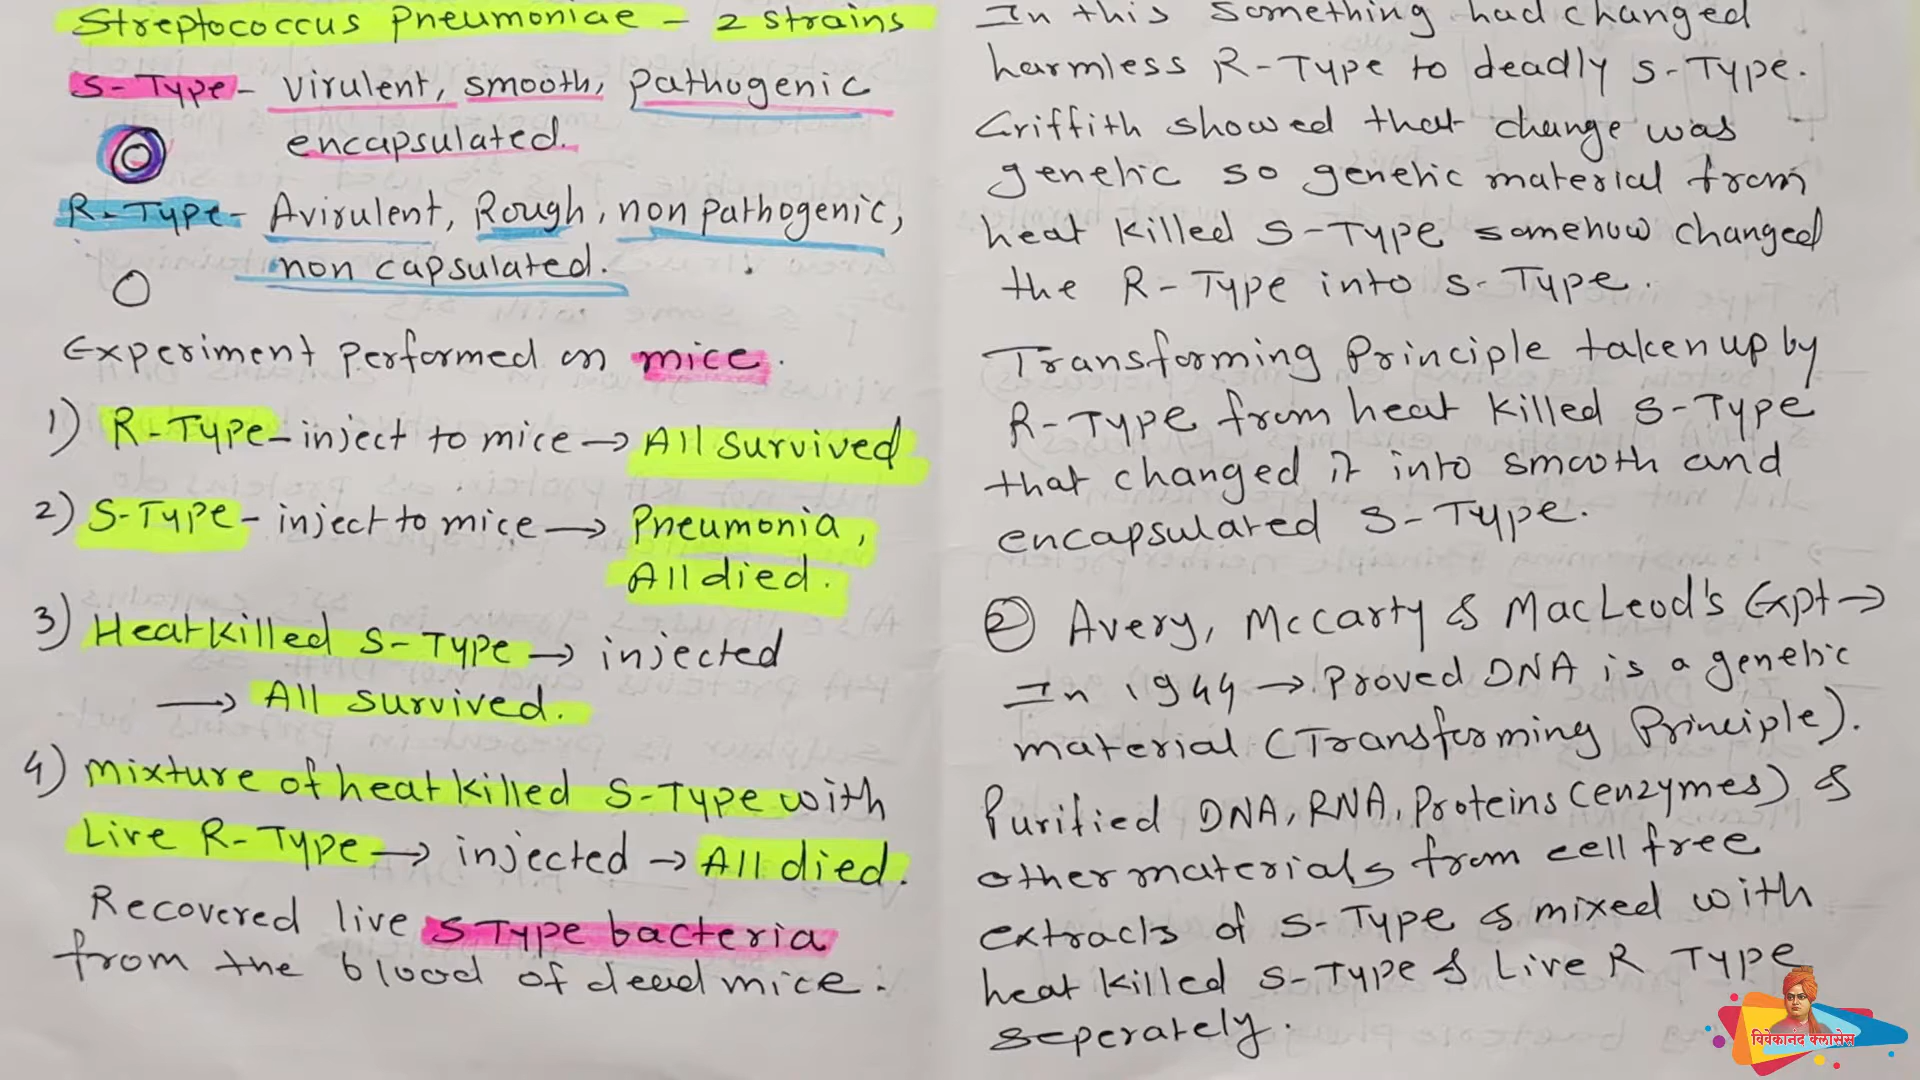 Streptococcus Pneumoniae - 2 strains
S-Type - virulent, smooth, pathogenic
encapsulated.
R-Type - Avirulent, Rough, non pathogenic,
non capsulated.
Experiment Performed on mice.
1) R-Type - inject to mice → All survived
2) S-Type - inject to mice → Pneumonia,
All died.
3) Heat killed S-Type → injected
→ All survived.
4) mixture of heat killed S-Type with
Live R-Type → injected → All died.
Recovered live S Type bacteria
from the blood of dead mice.
In this something had changed
harmless R-Type to deadly S-Type.
Griffith showed that change was
genetic so genetic material from
heat killed S-Type somehow changed
the R-Type into S-Type.
Transforming Principle taken up by
R-Type from heat killed S-Type
that changed it into smooth and
encapsulated S-Type.
② Avery, McCarty & MacLeod's Expt →
In 1944 → Proved DNA is a genetic
material (Transforming Principle).
Purified DNA, RNA, Proteins (enzymes) &
other materials from cell free
extracts of S-Type & mixed with
heat killed S-Type & Live R Type
seperately.
विवेकानंद क्लासेस